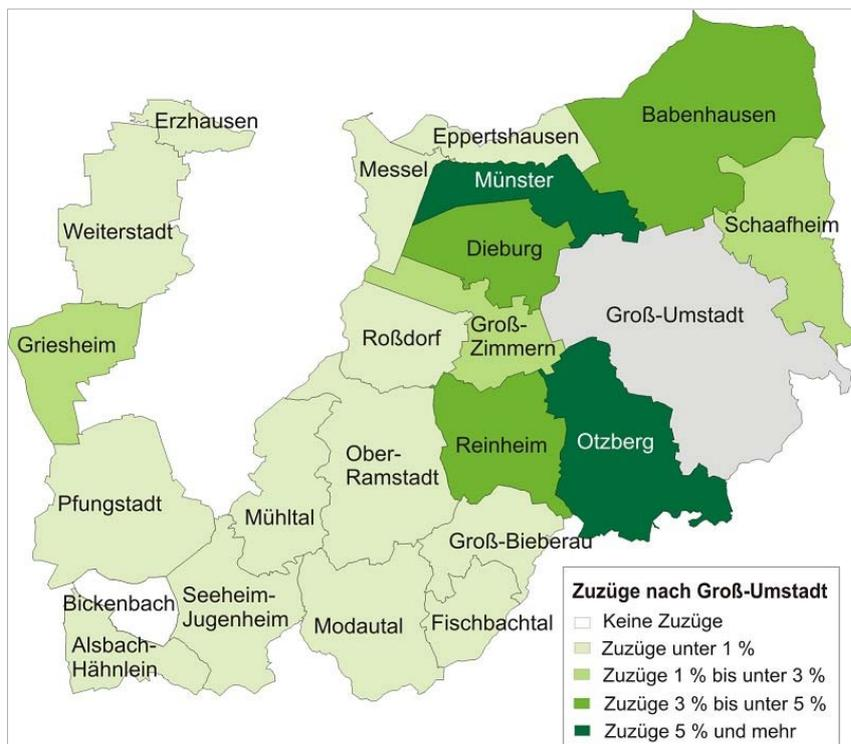 Erzhausen
Eppertshausen
Babenhausen
Messel
Münster
Weiterstadt
Schaafheim
Dieburg
Groß-Umstadt
Griesheim
Roßdorf
Groß-
Zimmern
Reinheim
Otzberg
Ober-
Ramstadt
Pfungstadt
Mühltal
Groß-Bieberau
Bickenbach
Seeheim-
Jugenheim
Modautal
Fischbachtal
Alsbach-
Hähnlein
Zuzüge nach Groß-Umstadt
Keine Zuzüge
Zuzüge unter 1 %
Zuzüge 1 % bis unter 3 %
Zuzüge 3 % bis unter 5 %
Zuzüge 5 % und mehr